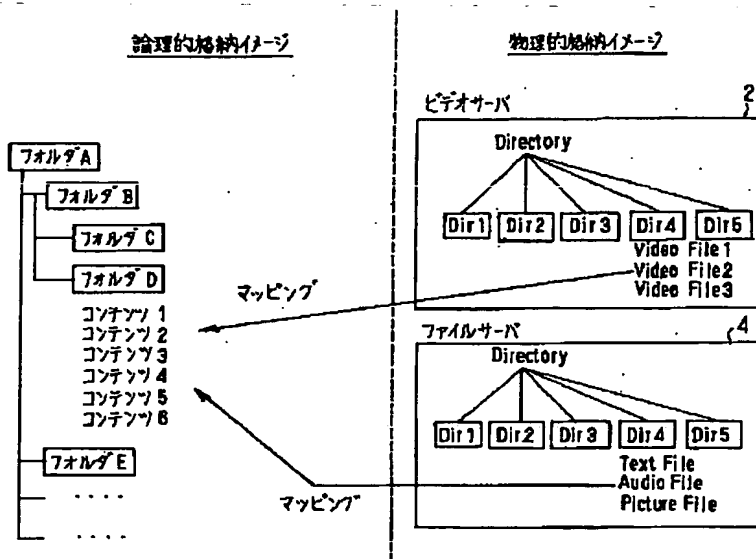 論理的格納イメージ
フォルダA
フォルダB
フォルダC
フォルダD
コンテンツ 1
コンテンツ 2
コンテンツ 3
コンテンツ 4
コンテンツ 5
コンテンツ 6
フォルダE
・・・・
・・・・
マッピング
マッピング
物理的格納イメージ
ビデオサーバ
2
Directory
Dir1 Dir2 Dir3 Dir4 Dir5
Video File1
Video File2
Video File3
ファイルサーバ
4
Directory
Dir1 Dir2 Dir3 Dir4 Dir5
Text File
Audio File
Picture File